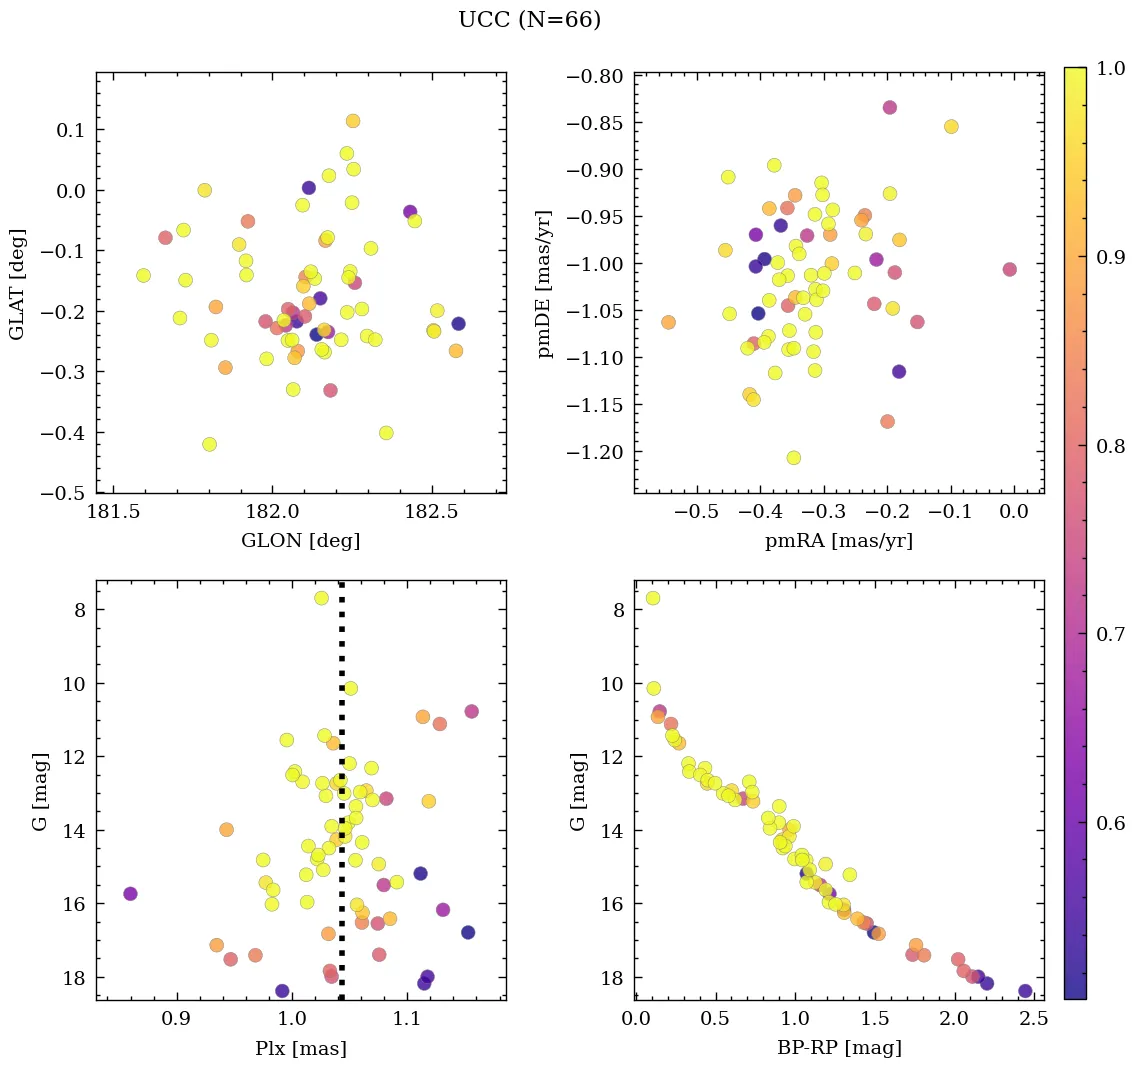 UCC (N=66)
0.1
0.0
−0.1
−0.2
−0.3
−0.4
−0.5
GLAT [deg]
181.5 182.0 182.5
GLON [deg]
−0.80
−0.85
−0.90
−0.95
−1.00
−1.05
−1.10
−1.15
−1.20
pmDE [mas/yr]
−0.5 −0.4 −0.3 −0.2 −0.1 0.0
pmRA [mas/yr]
8
10
12
14
16
18
G [mag]
0.9 1.0 1.1
Plx [mas]
8
10
12
14
16
18
G [mag]
0.0 0.5 1.0 1.5 2.0 2.5
BP-RP [mag]
1.0
0.9
0.8
0.7
0.6